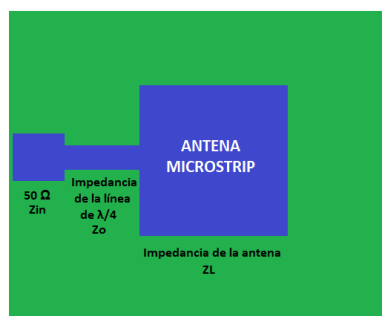 ANTENA
MICROSTRIP
50 Ω
Zin
Impedancia
de la línea
de λ/4
Zo
Impedancia de la antena
ZL